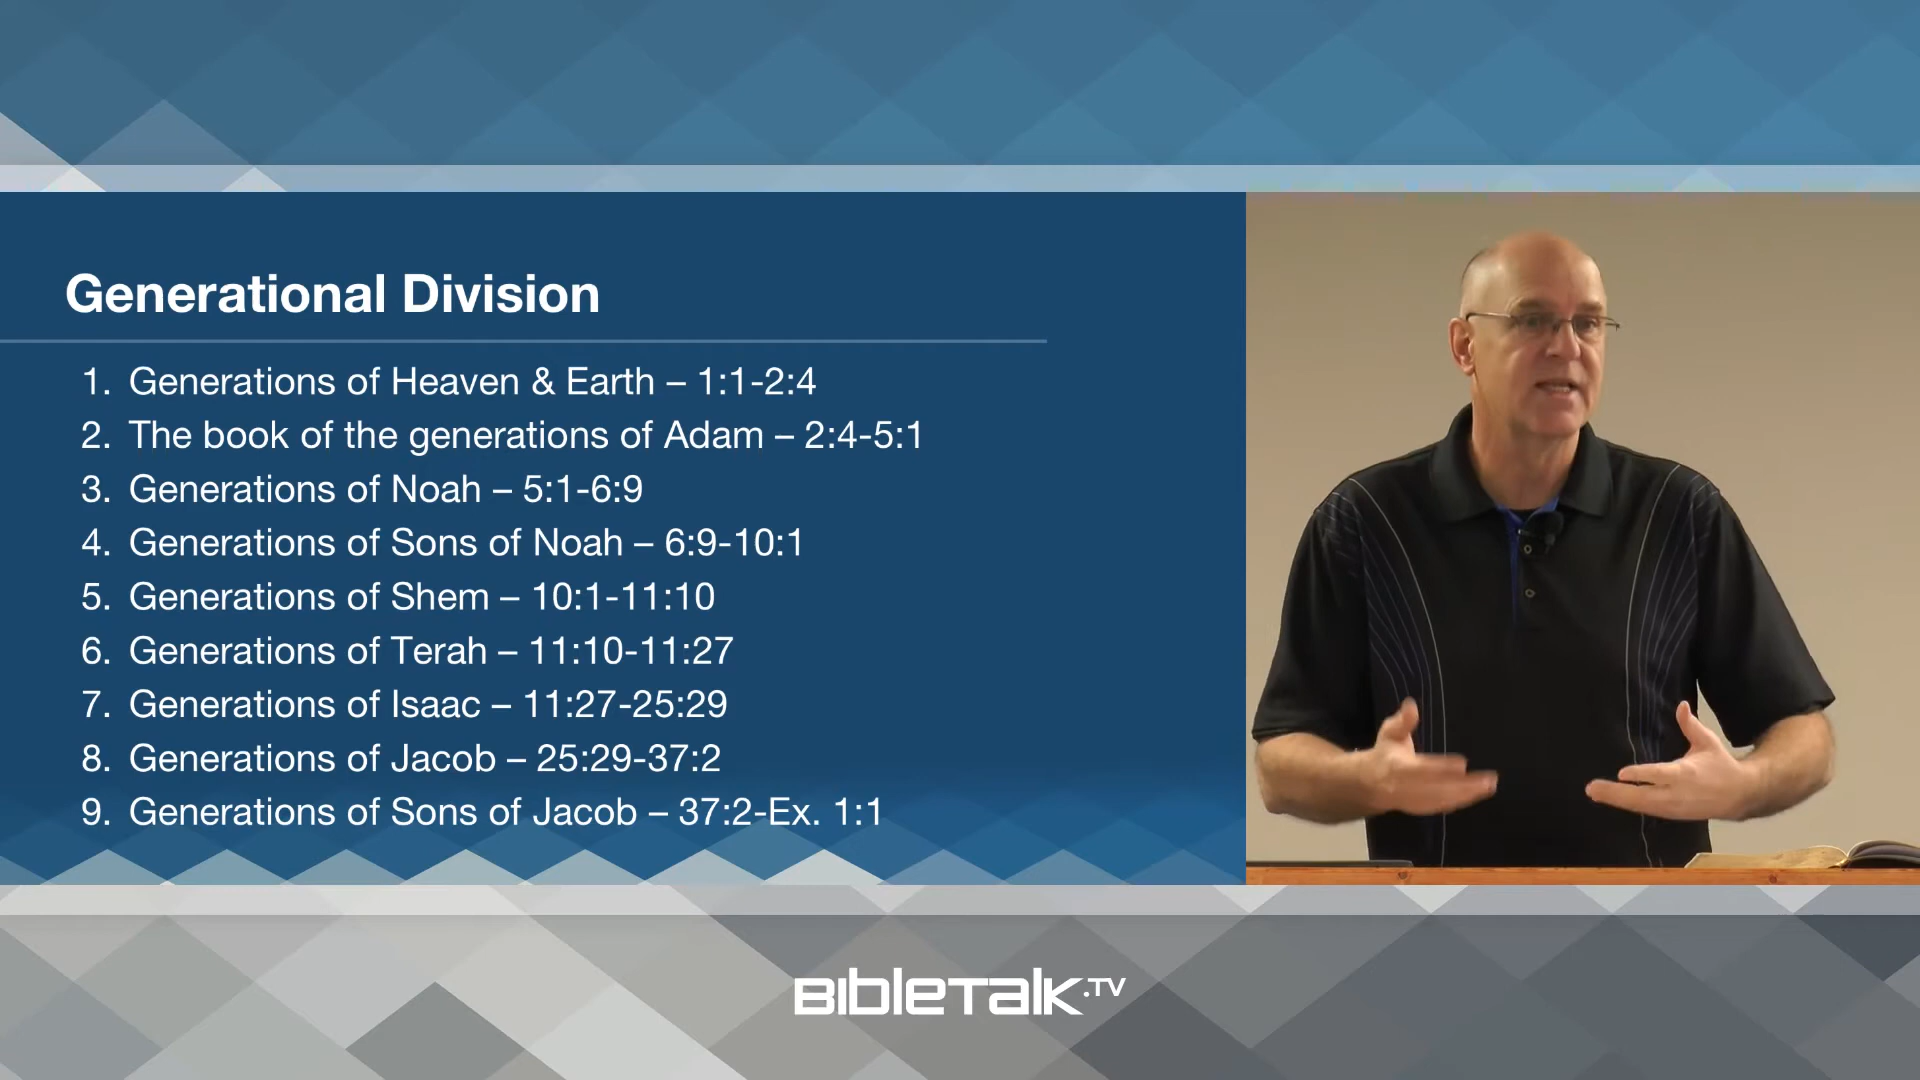 Generational Division
1. Generations of Heaven & Earth – 1:1-2:4
2. The book of the generations of Adam – 2:4-5:1
3. Generations of Noah – 5:1-6:9
4. Generations of Sons of Noah – 6:9-10:1
5. Generations of Shem – 10:1-11:10
6. Generations of Terah – 11:10-11:27
7. Generations of Isaac – 11:27-25:29
8. Generations of Jacob – 25:29-37:2
9. Generations of Sons of Jacob – 37:2-Ex. 1:1
BibleTalk.TV